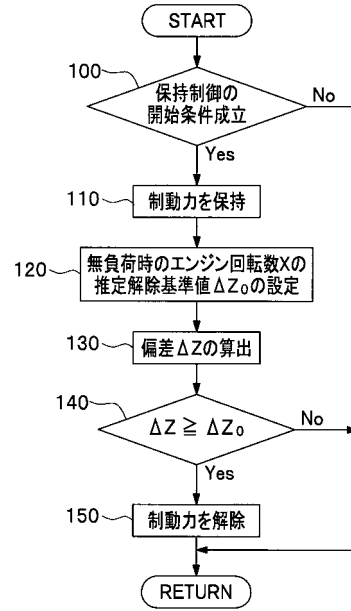 START
100
保持制御の
開始条件成立
No
Yes
110
制動力を保持
120
無負荷時のエンジン回転数Xの
推定解除基準値ΔZ₀の設定
130
偏差ΔZの算出
140
ΔZ ≧ ΔZ₀
No
Yes
150
制動力を解除
RETURN